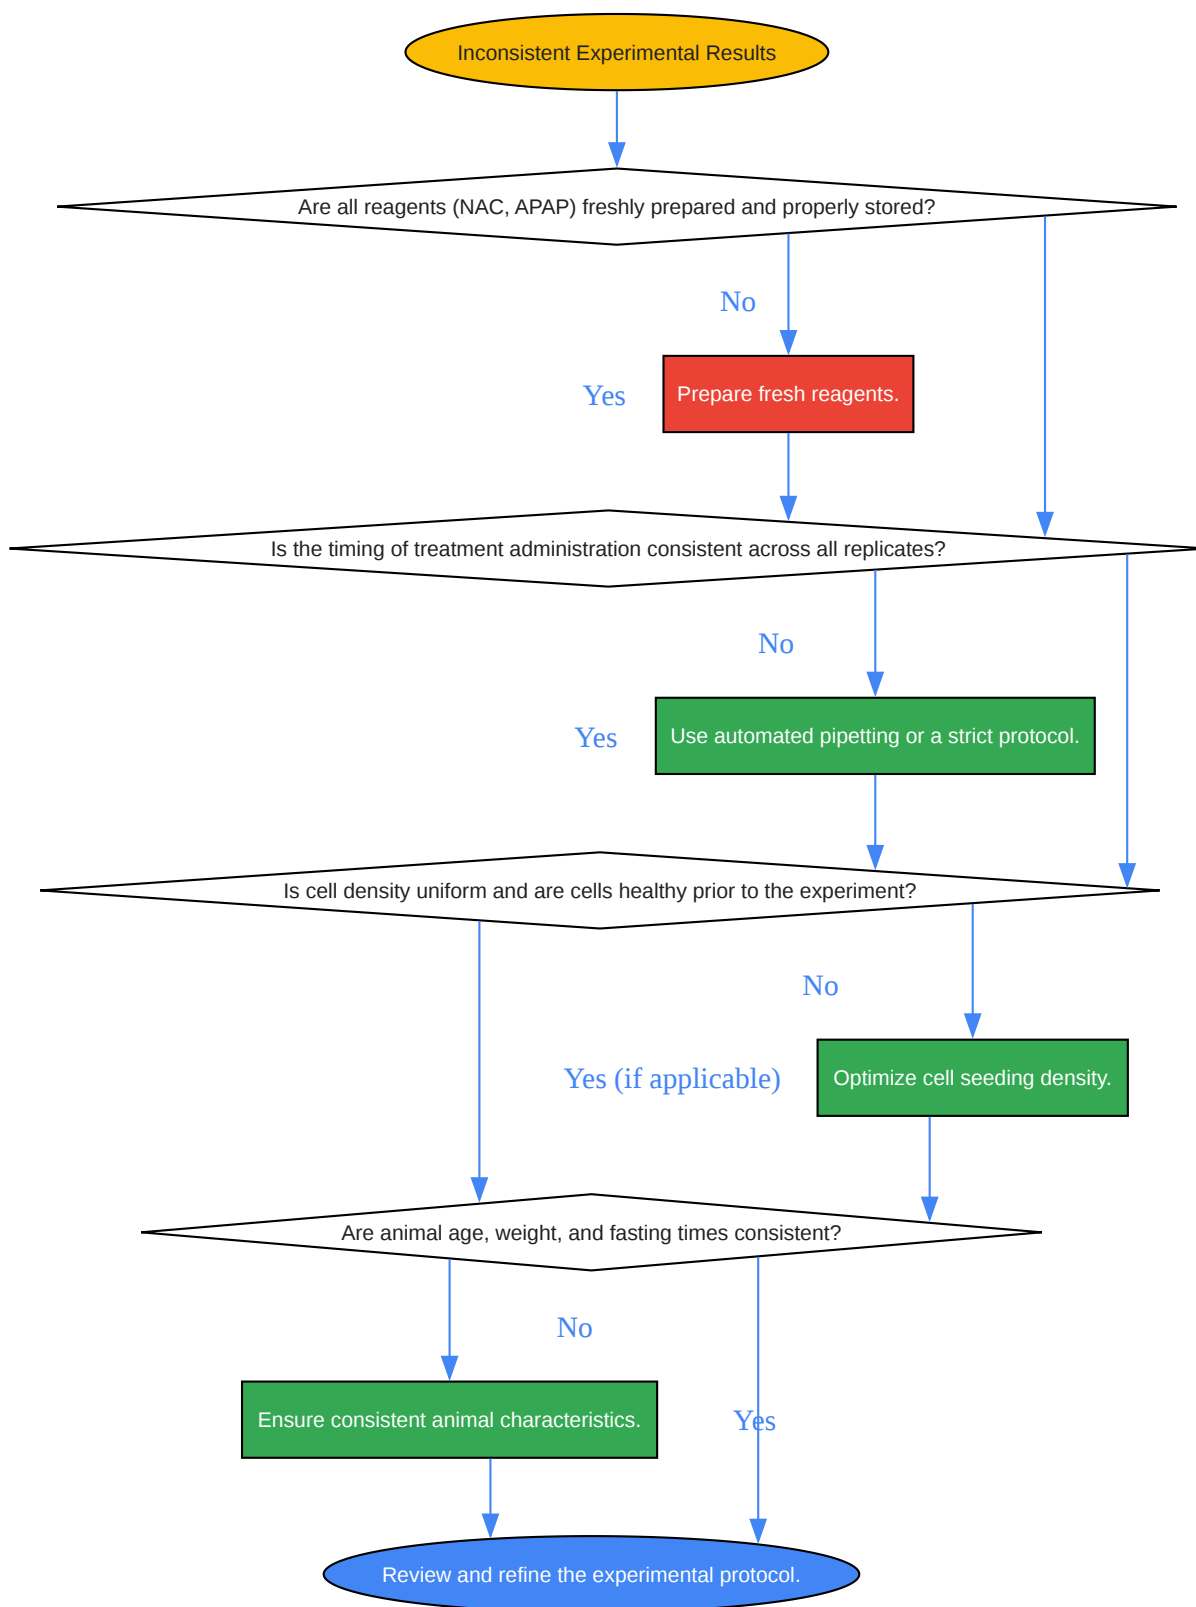 Inconsistent Experimental Results
Are all reagents (NAC, APAP) freshly prepared and properly stored?
No
Yes
Prepare fresh reagents.
Is the timing of treatment administration consistent across all replicates?
No
Yes
Use automated pipetting or a strict protocol.
Is cell density uniform and are cells healthy prior to the experiment?
No
Yes (if applicable)
Optimize cell seeding density.
Are animal age, weight, and fasting times consistent?
No
Ensure consistent animal characteristics.
Yes
Review and refine the experimental protocol.